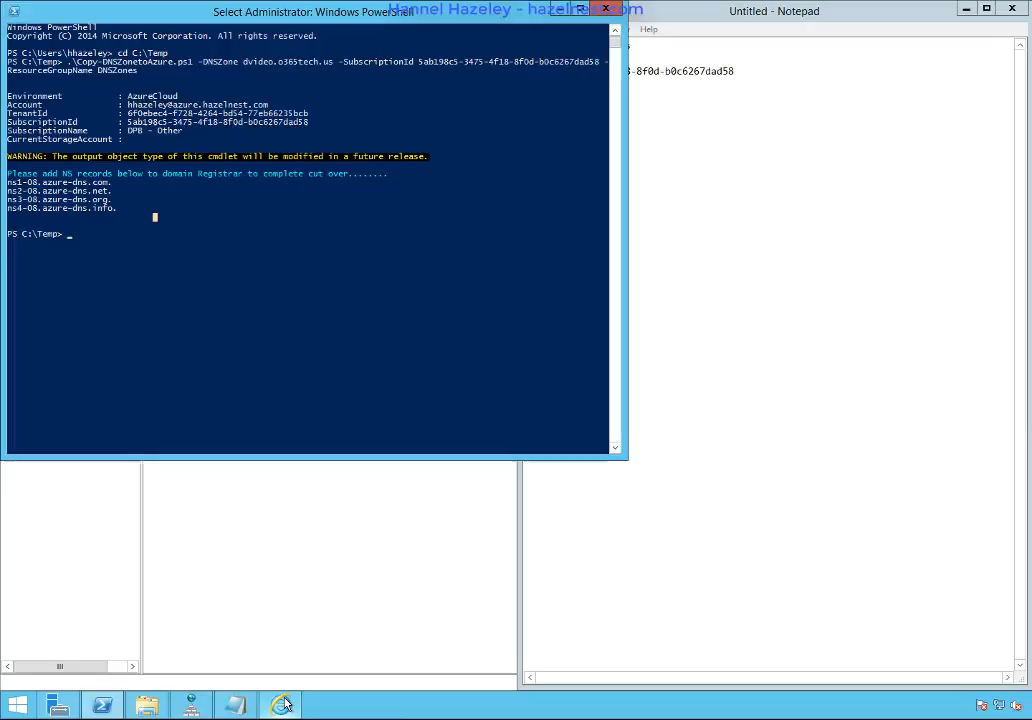 Select Administrator: Windows PowerShell
Hannel Hazeley - hazelnest.com
Untitled - Notepad
Help
Windows PowerShell
Copyright (C) 2014 Microsoft Corporation. All rights reserved.
PS C:\Users\hhazeley> cd C:\Temp
PS C:\Temp> .\Copy-DNSZonetoAzure.ps1 -DNSZone dvideo.o365tech.us -SubscriptionId 5ab198c5-3475-4f18-8f0d-b0c6267dad58 -
ResourceGroupName DNSZones
8-8f0d-b0c6267dad58
Environment : AzureCloud
Account : hhazeley@azure.hazelnest.com
TenantId : 6f0ebec4-f728-4264-bd54-77eb66235bcb
SubscriptionId : 5ab198c5-3475-4f18-8f0d-b0c6267dad58
SubscriptionName : DPB - Other
CurrentStorageAccount :
WARNING: The output object type of this cmdlet will be modified in a future release.
Please add NS records below to domain Registrar to complete cut over........
ns1-08.azure-dns.com.
ns2-08.azure-dns.net.
ns3-08.azure-dns.org.
ns4-08.azure-dns.info.
PS C:\Temp> _